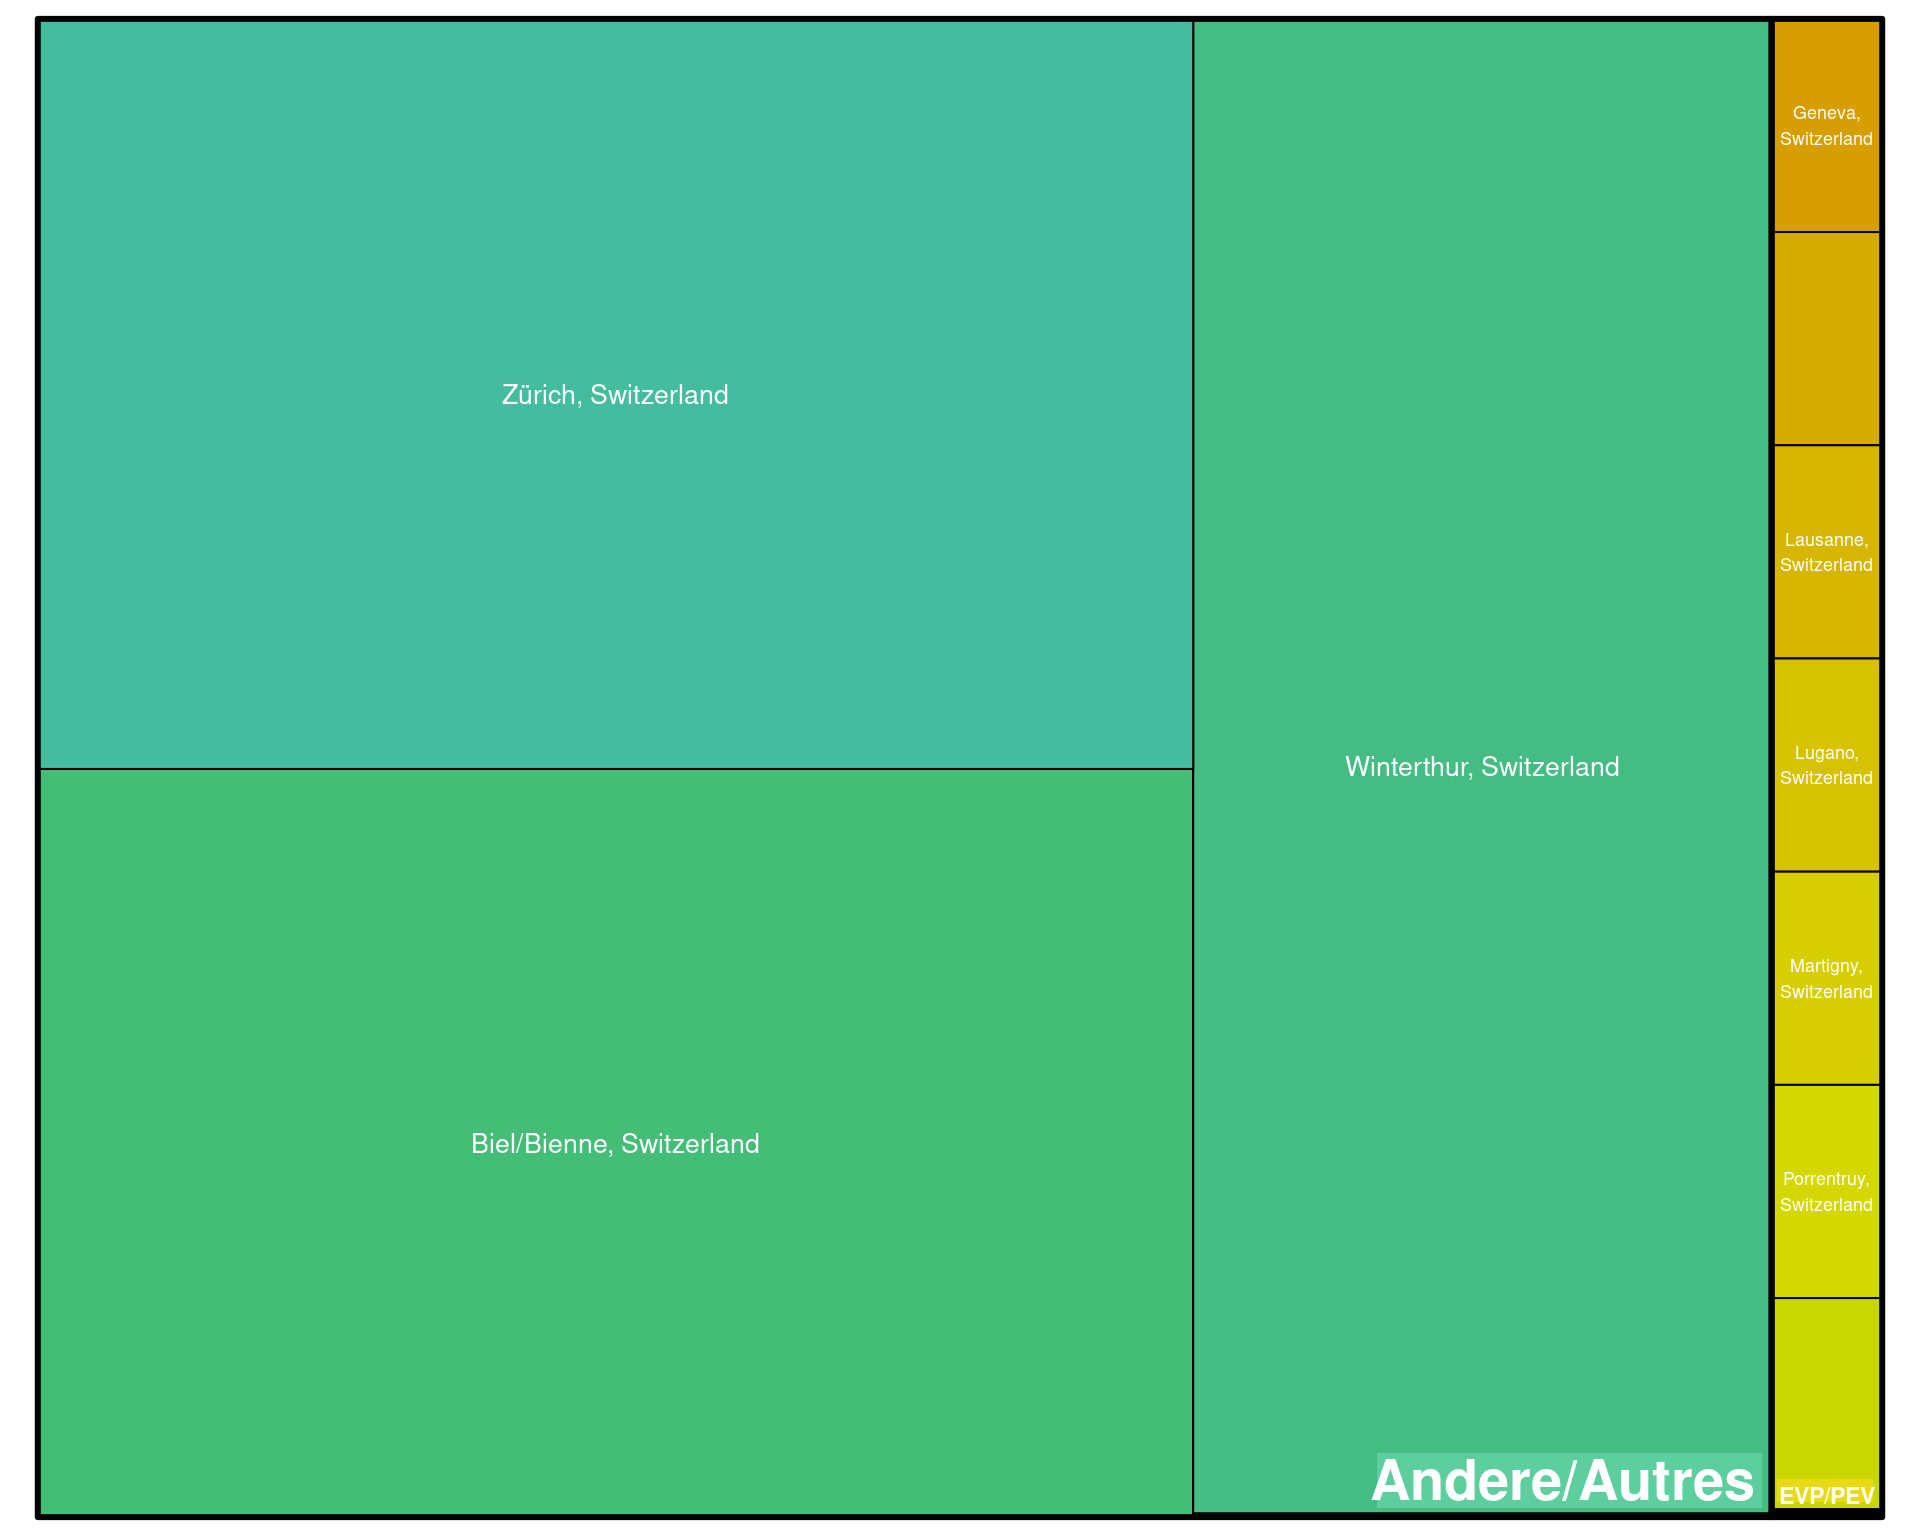 Zürich, Switzerland
Biel/Bienne, Switzerland
Winterthur, Switzerland
Andere/Autres
Geneva,
Switzerland
Lausanne,
Switzerland
Lugano,
Switzerland
Martigny,
Switzerland
Porrentruy,
Switzerland
EVP/PEV